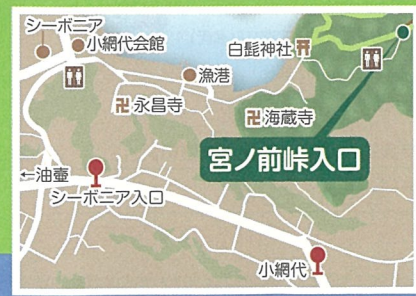 シーボニア
小網代会館
白髭神社
漁港
卍永昌寺
卍海蔵寺
宮ノ前峠入口
←油壷
シーボニア入口
小網代